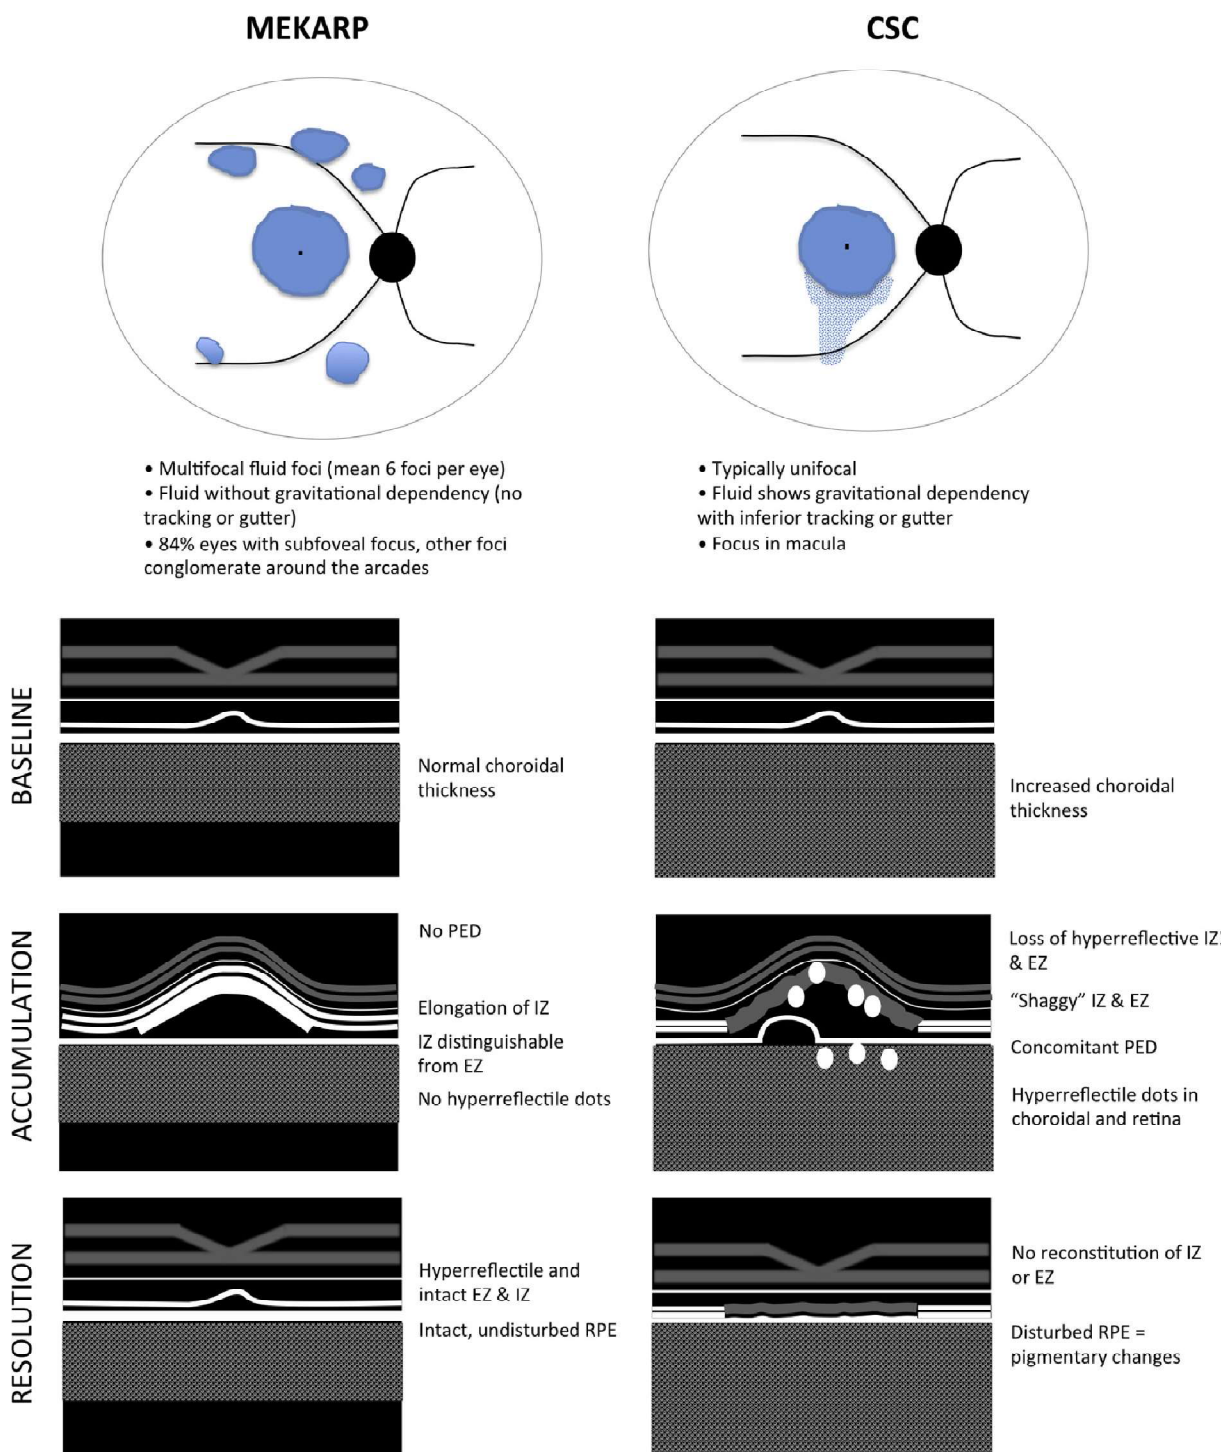 MEKARP
CSC
• Multifocal fluid foci (mean 6 foci per eye)
• Fluid without gravitational dependency (no
tracking or gutter)
• 84% eyes with subfoveal focus, other foci
conglomerate around the arcades
• Typically unifocal
• Fluid shows gravitational dependency
with inferior tracking or gutter
• Focus in macula
BASELINE
Normal choroidal
thickness
Increased choroidal
thickness
ACCUMULATION
No PED
Elongation of IZ
IZ distinguishable
from EZ
No hyperreflectile dots
Loss of hyperreflective IZ
& EZ
“Shaggy” IZ & EZ
Concomitant PED
Hyperreflectile dots in
choroidal and retina
RESOLUTION
Hyperreflectile and
intact EZ & IZ
Intact, undisturbed RPE
No reconstitution of IZ
or EZ
Disturbed RPE =
pigmentary changes